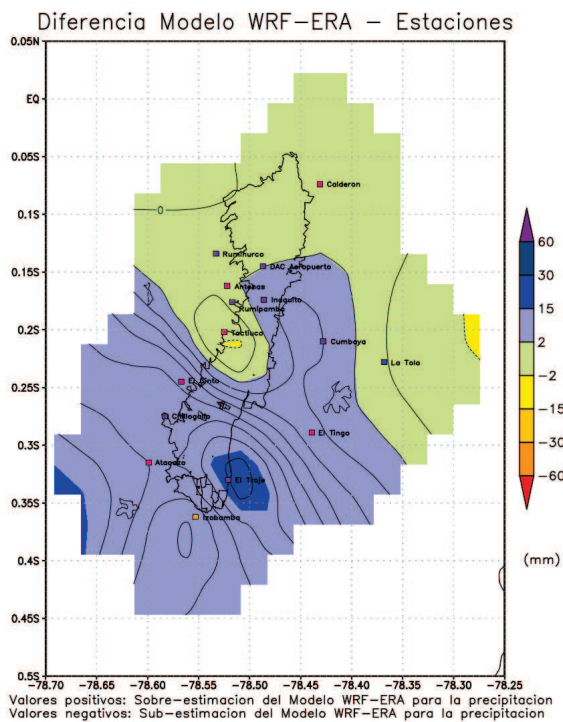 Diferencia Modelo WRF-ERA - Estaciones
0.05N
EQ
0.05S
0.1S
0.15S
0.2S
0.25S
0.3S
0.35S
0.4S
0.45S
0.5S
0
Calderon
Rumihurco
DAC Aeropuerto
Antenas
Inaquito
Rumipamba
Toctiuco
Cumbaya
La Tola
El Cinto
Chillogallo
El Tingo
Atacazo
El Troje
Izobamba
60
30
15
2
-2
-15
-30
-60
(mm)
-78.70
-78.65
-78.60
-78.55
-78.50
-78.45
-78.40
-78.35
-78.30
-78.25
Valores positivos: Sobre-estimacion del Modelo WRF-ERA para la precipitacion
Valores negativos: Sub-estimacion del Modelo WRF-ERA para la precipitacion